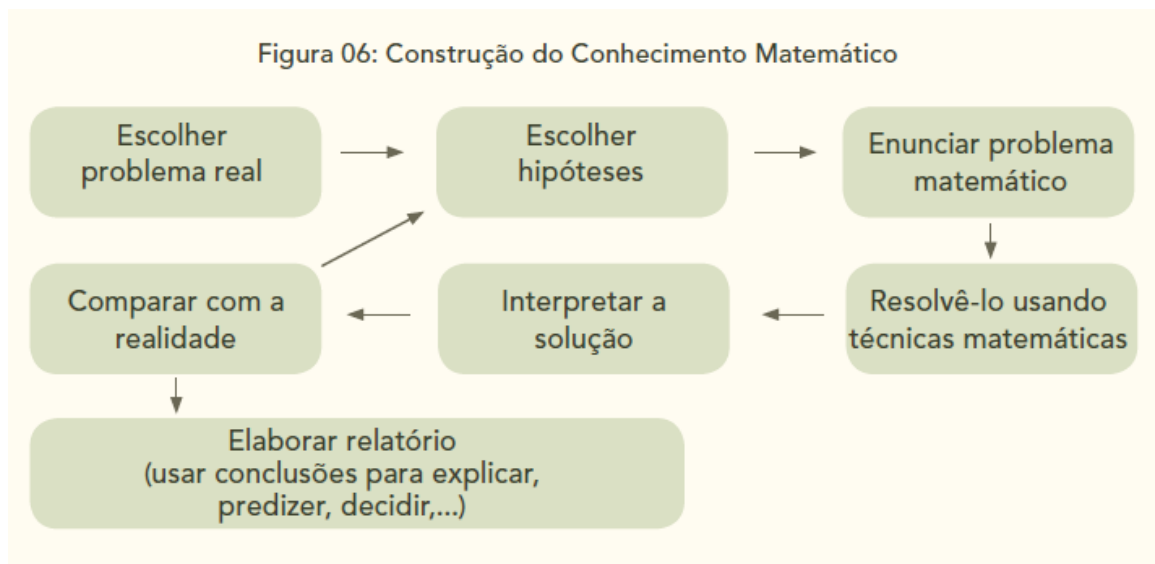 Figura 06: Construção do Conhecimento Matemático
Escolher
problema real
Escolher
hipóteses
Enunciar problema
matemático
Comparar com a
realidade
Interpretar a
solução
Resolvê-lo usando
técnicas matemáticas
Elaborar relatório
(usar conclusões para explicar,
predizer, decidir,...)